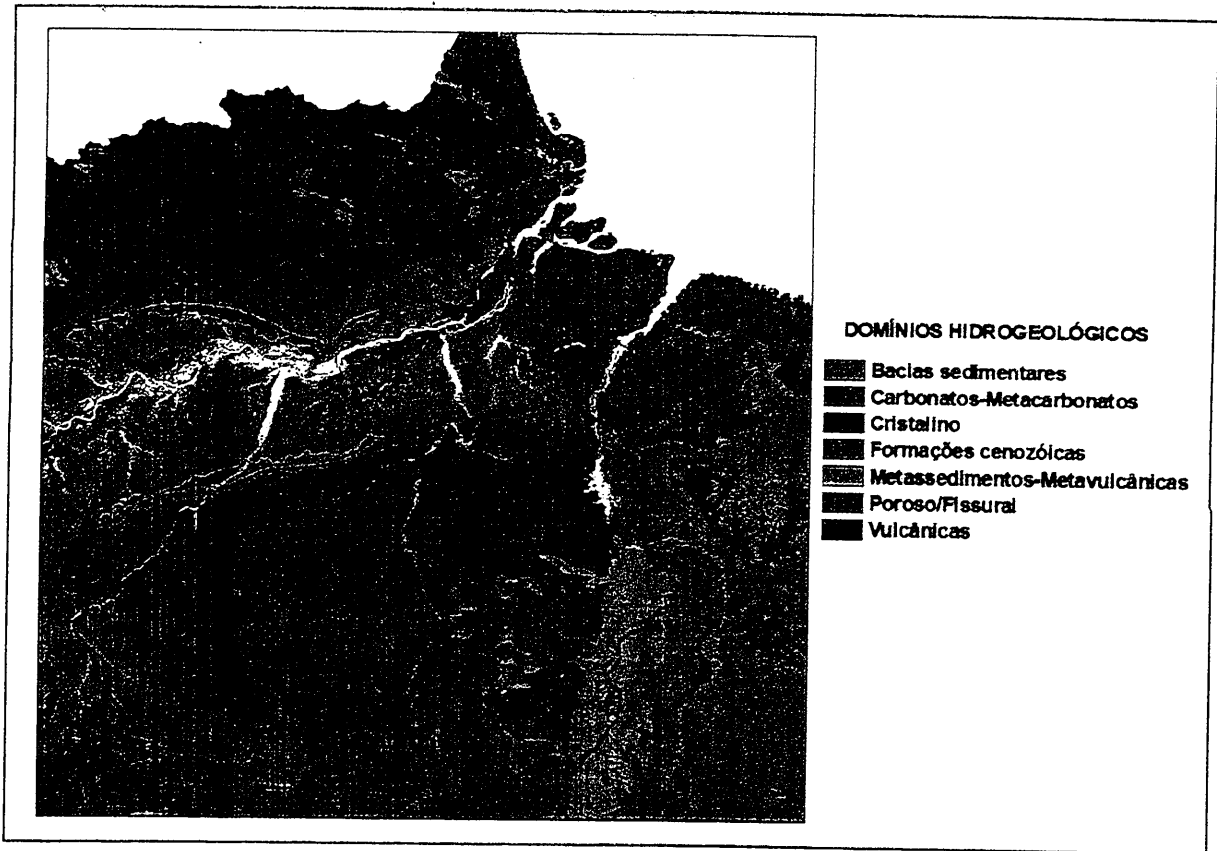 DOMÍNIOS HIDROGEOLÓGICOS
Bacias sedimentares
Carbonatos-Metacarbonatos
Cristalino
Formações cenozóicas
Metassedimentos-Metavulcânicas
Poroso/Fissural
Vulcânicas